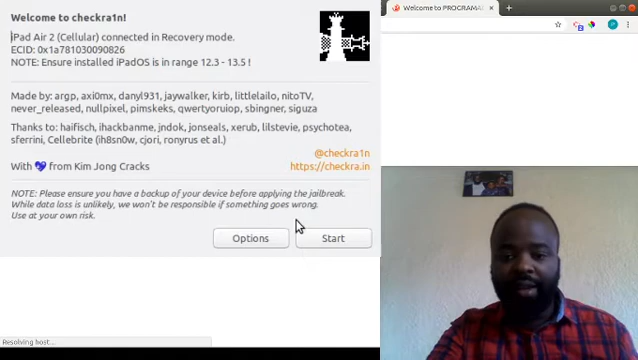 Welcome to checkra1n!
iPad Air 2 (Cellular) connected in Recovery mode.
ECID: 0x1a781030090826
NOTE: Ensure installed iPadOS is in range 12.3 - 13.5 !
Made by: argp, axi0mx, danyl931, jaywalker, kirb, littlelailo, nitoTV,
never_released, nullpixel, pimskeks, qwertyoruiop, sbingner, siguza
Thanks to: haifisch, ihackbanme, jndok, jonseals, xerub, lilstevie, psychotea,
sferrini, Cellebrite (ih8sn0w, cjori, ronyrus et al.)
@checkra1n
With 💜 from Kim Jong Cracks
https://checkra.in
NOTE: Please ensure you have a backup of your device before applying the jailbreak.
While data loss is unlikely, we won't be responsible if something goes wrong.
Use at your own risk.
Options
Start
Resolving host...
Welcome to PROGRAMA